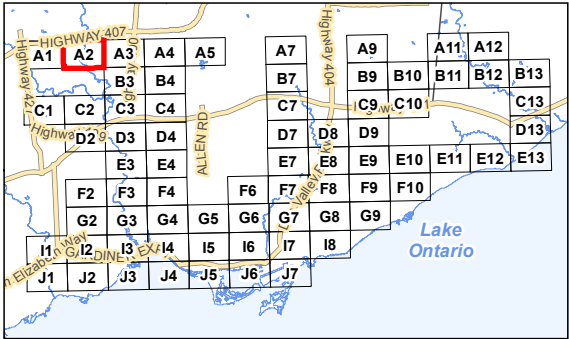 HIGHWAY 407
A1 A2 A3 A4 A5 A7 A9 A11 A12
Highway 404
B3 B4 B7 B9 B10 B11 B12 B13
C1 C2 C3 C4 C7 C9 C10 C13
ALLEN RD
D2 D3 D4 D7 D8 D9 D13
E3 E4 E7 E8 E9 E10 E11 E12 E13
F2 F3 F4 F6 F7 F8 F9 F10
G2 G3 G4 G5 G6 G7 G8 G9
Lake
Ontario
I1 I2 I3 I4 I5 I6 I7 I8
J1 J2 J3 J4 J5 J6 J7